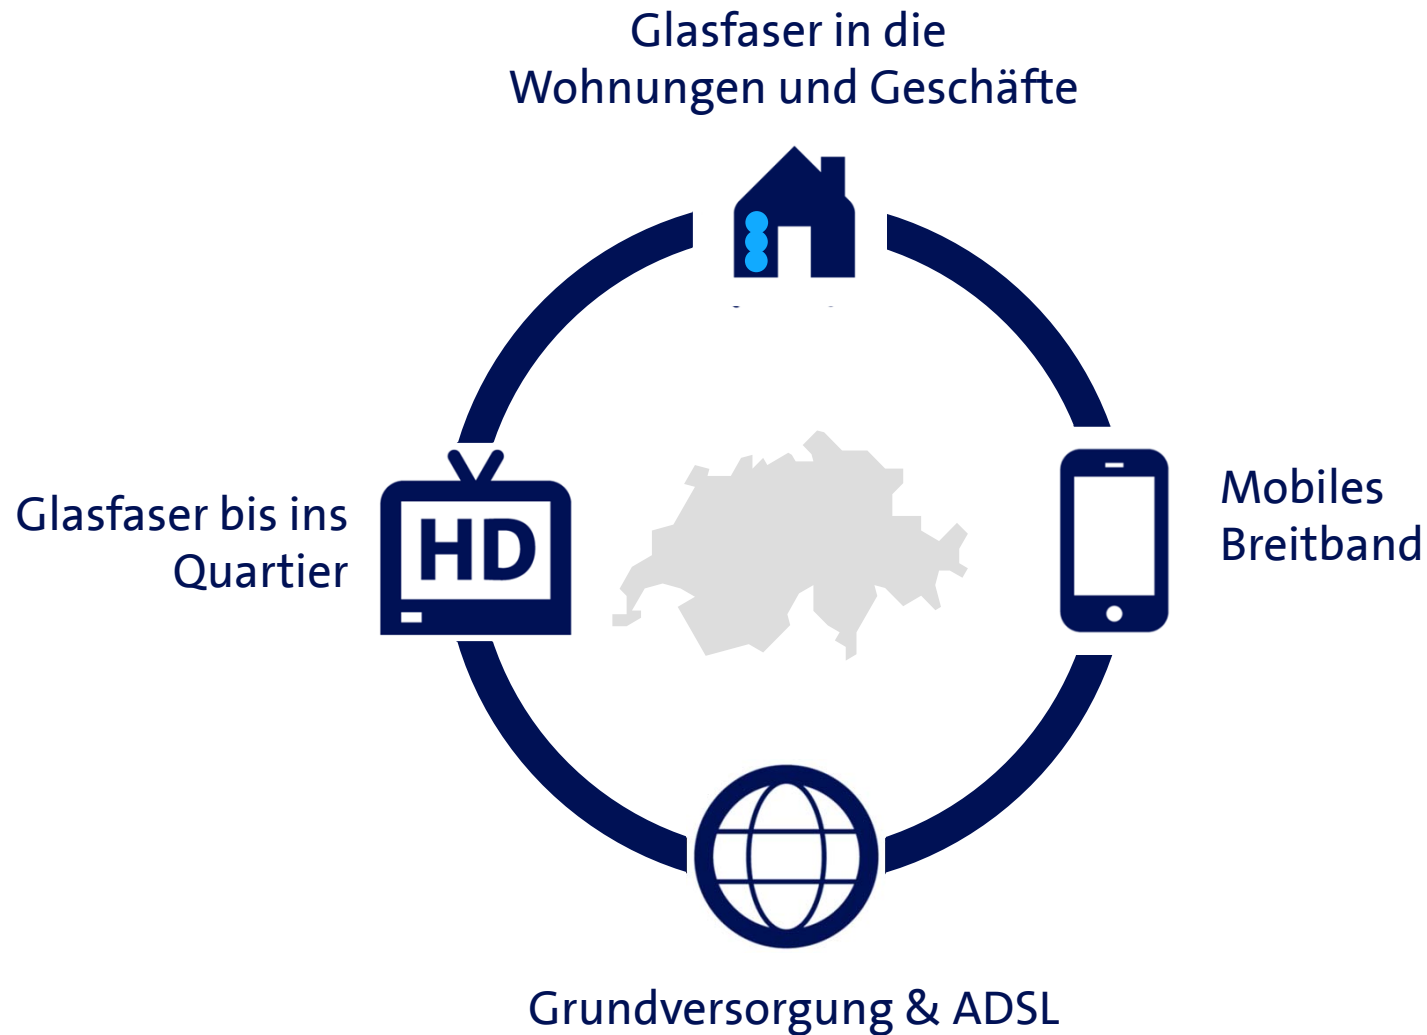 Glasfaser in die
Wohnungen und Geschäfte
Glasfaser bis ins
Quartier
HD
Mobiles
Breitband
Grundversorgung & ADSL